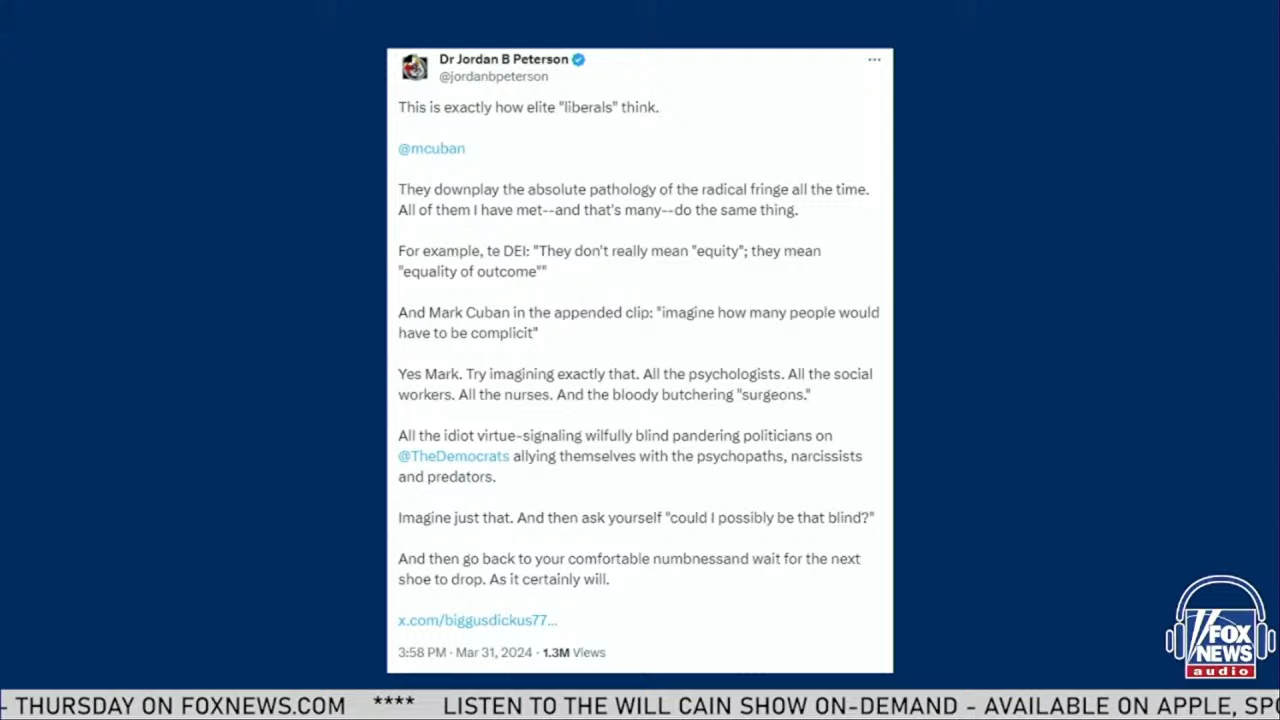 Dr Jordan B Peterson
@jordanbpeterson
This is exactly how elite "liberals" think.
@mcuban
They downplay the absolute pathology of the radical fringe all the time.
All of them I have met--and that's many--do the same thing.
For example, te DEI: "They don't really mean "equity"; they mean
"equality of outcome""
And Mark Cuban in the appended clip: "imagine how many people would
have to be complicit"
Yes Mark. Try imagining exactly that. All the psychologists. All the social
workers. All the nurses. And the bloody butchering "surgeons."
All the idiot virtue-signaling wilfully blind pandering politicians on
@TheDemocrats allying themselves with the psychopaths, narcissists
and predators.
Imagine just that. And then ask yourself "could I possibly be that blind?"
And then go back to your comfortable numbnessand wait for the next
shoe to drop. As it certainly will.
x.com/biggusdickus77...
3:58 PM · Mar 31, 2024 · 1.3M Views
FOX
NEWS
audio
- THURSDAY ON FOXNEWS.COM **** LISTEN TO THE WILL CAIN SHOW ON-DEMAND - AVAILABLE ON APPLE, SP